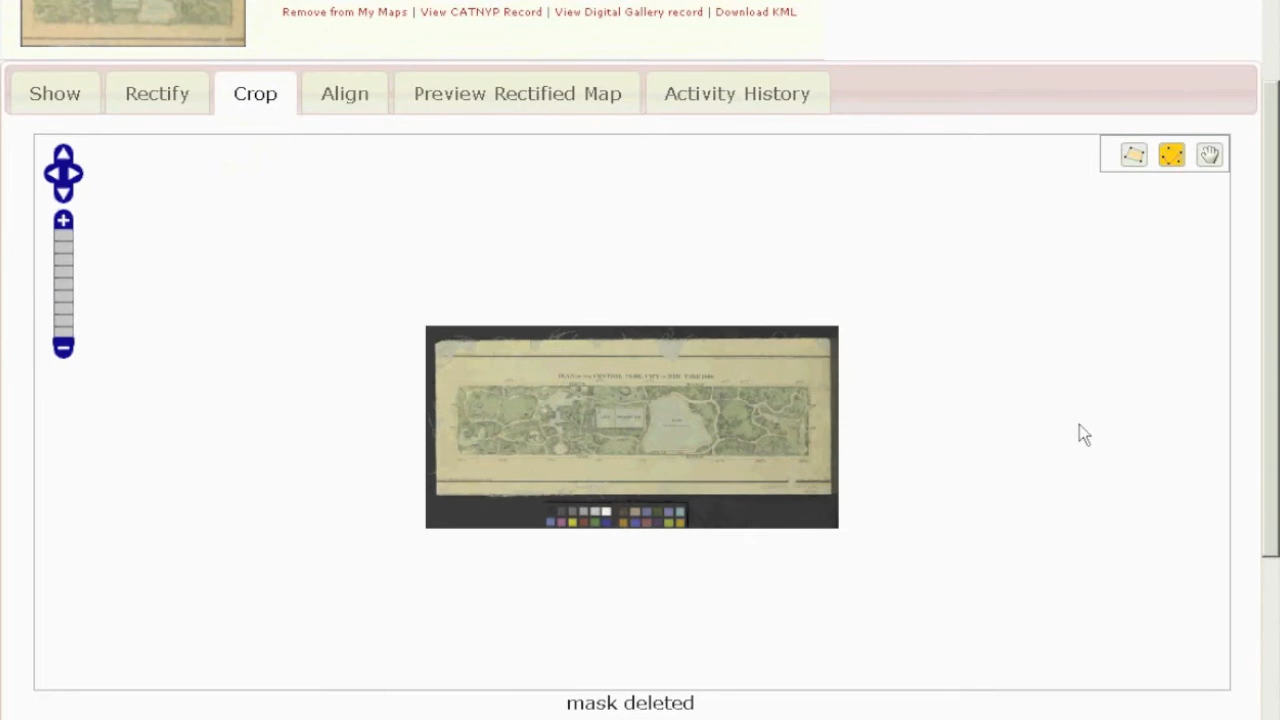 Remove from My Maps | View CATNYP Record | View Digital Gallery record | Download KML
Show Rectify Crop Align Preview Rectified Map Activity History
mask deleted